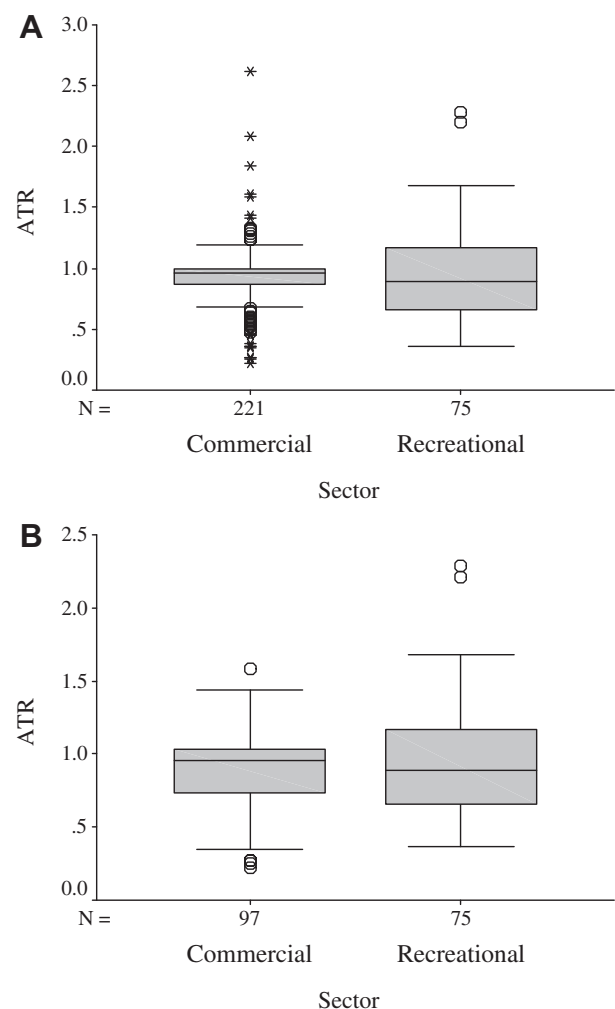 A
3.0
2.5
2.0
1.5
1.0
.5
0.0
ATR
N = 221 75
Commercial Recreational
Sector
B
2.5
2.0
1.5
1.0
.5
0.0
ATR
N = 97 75
Commercial Recreational
Sector